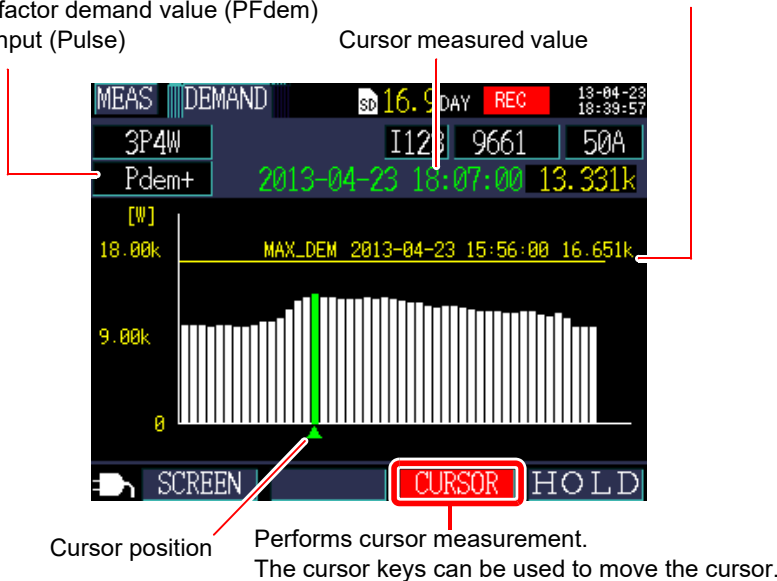 factor demand value (PFdem)
nput (Pulse)
Cursor measured value
MEAS DEMAND SD 16.9DAY REC 13-04-23
18:39:57
3P4W I123 9661 50A
Pdem+ 2013-04-23 18:07:00 13.331k
[W]
18.00k MAX_DEM 2013-04-23 15:56:00 16.651k
9.00k
0
SCREEN CURSOR HOLD
Cursor position
Performs cursor measurement.
The cursor keys can be used to move the cursor.